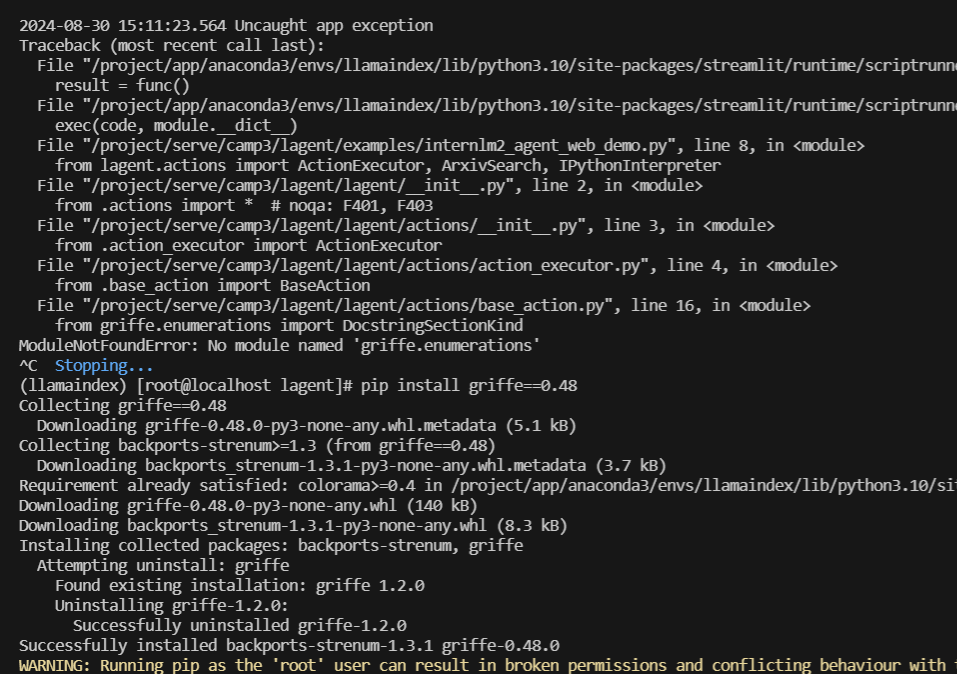 2024-08-30 15:11:23.564 Uncaught app exception
Traceback (most recent call last):
  File "/project/app/anaconda3/envs/llamaindex/lib/python3.10/site-packages/streamlit/runtime/scriptrunne
    result = func()
  File "/project/app/anaconda3/envs/llamaindex/lib/python3.10/site-packages/streamlit/runtime/scriptrunne
    exec(code, module.__dict__)
  File "/project/serve/camp3/lagent/examples/internlm2_agent_web_demo.py", line 8, in <module>
    from lagent.actions import ActionExecutor, ArxivSearch, IPythonInterpreter
  File "/project/serve/camp3/lagent/lagent/__init__.py", line 2, in <module>
    from .actions import *  # noqa: F401, F403
  File "/project/serve/camp3/lagent/lagent/actions/__init__.py", line 3, in <module>
    from .action_executor import ActionExecutor
  File "/project/serve/camp3/lagent/lagent/actions/action_executor.py", line 4, in <module>
    from .base_action import BaseAction
  File "/project/serve/camp3/lagent/lagent/actions/base_action.py", line 16, in <module>
    from griffe.enumerations import DocstringSectionKind
ModuleNotFoundError: No module named 'griffe.enumerations'
^C  Stopping...
(llamaindex) [root@localhost lagent]# pip install griffe==0.48
Collecting griffe==0.48
  Downloading griffe-0.48.0-py3-none-any.whl.metadata (5.1 kB)
Collecting backports-strenum>=1.3 (from griffe==0.48)
  Downloading backports_strenum-1.3.1-py3-none-any.whl.metadata (3.7 kB)
Requirement already satisfied: colorama>=0.4 in /project/app/anaconda3/envs/llamaindex/lib/python3.10/si
Downloading griffe-0.48.0-py3-none-any.whl (140 kB)
Downloading backports_strenum-1.3.1-py3-none-any.whl (8.3 kB)
Installing collected packages: backports-strenum, griffe
  Attempting uninstall: griffe
    Found existing installation: griffe 1.2.0
    Uninstalling griffe-1.2.0:
      Successfully uninstalled griffe-1.2.0
Successfully installed backports-strenum-1.3.1 griffe-0.48.0
WARNING: Running pip as the 'root' user can result in broken permissions and conflicting behaviour with